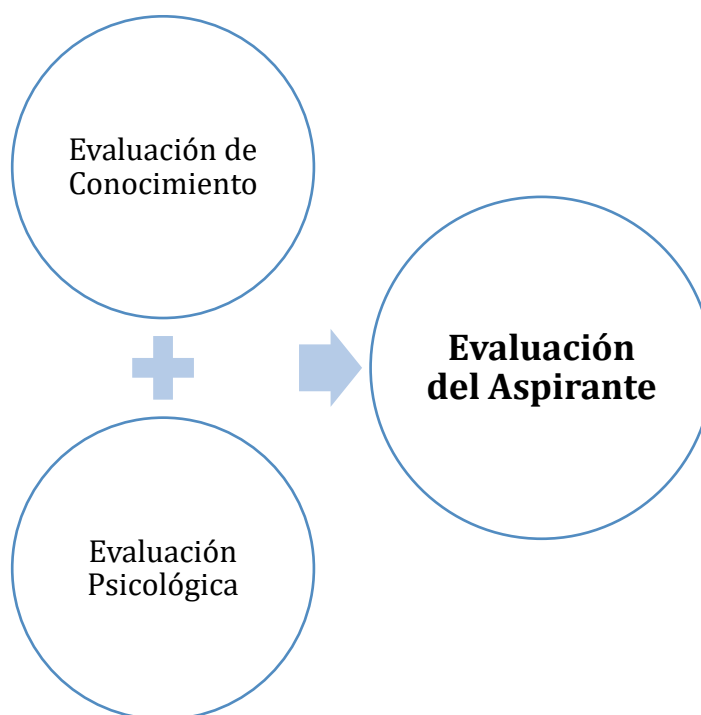 Evaluación de
Conocimiento
Evaluación
Psicológica
Evaluación
del Aspirante